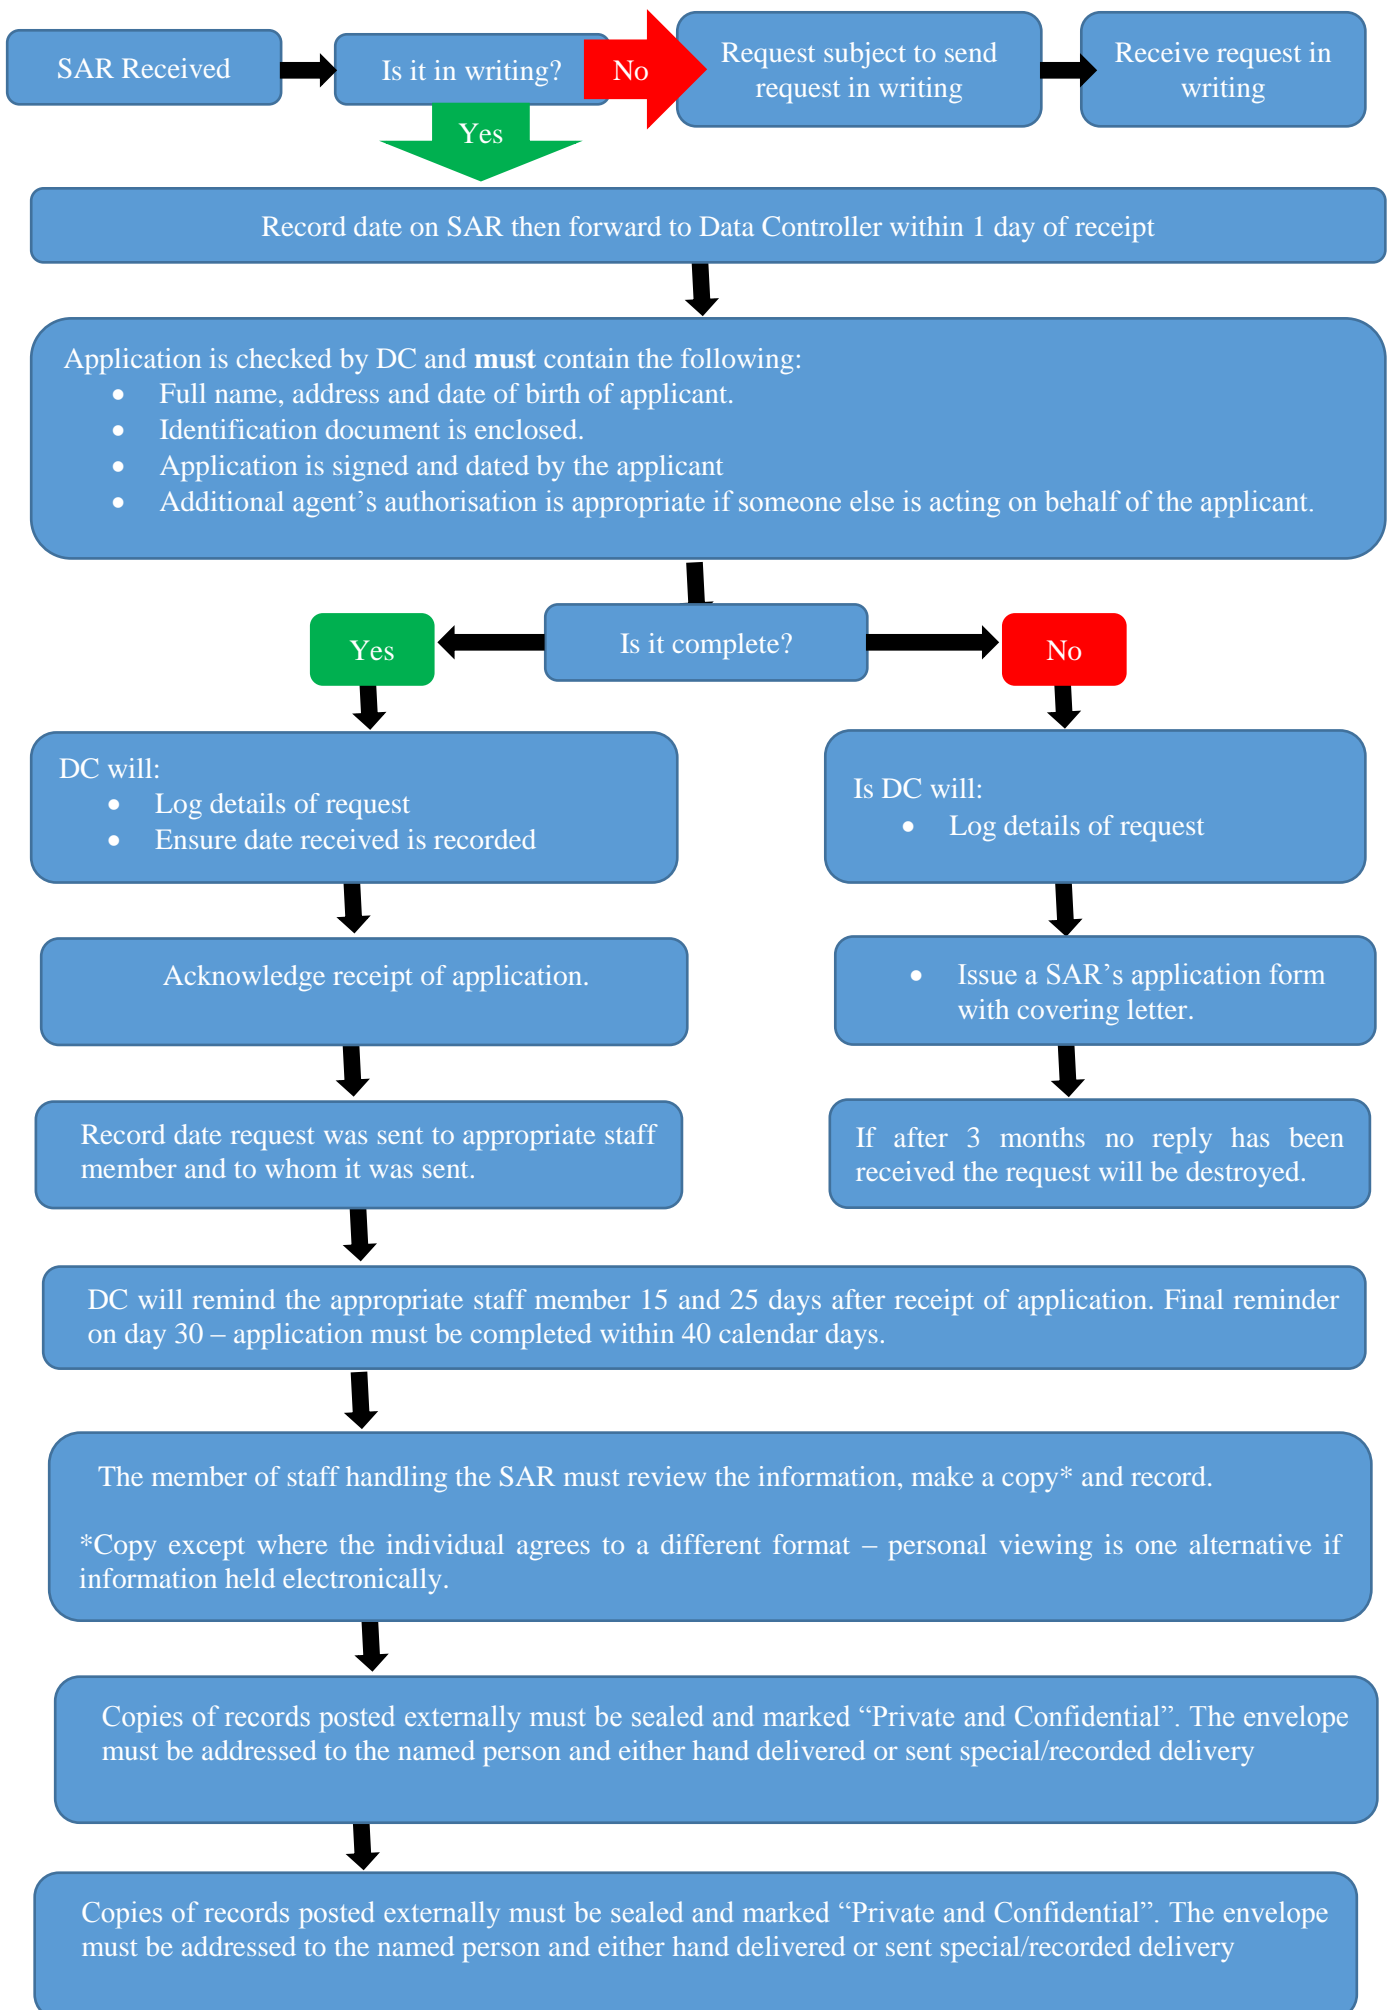 SAR Received
Is it in writing?
No
Request subject to send
request in writing
Receive request in
writing
Yes
Record date on SAR then forward to Data Controller within 1 day of receipt
Application is checked by DC and must contain the following:
• Full name, address and date of birth of applicant.
• Identification document is enclosed.
• Application is signed and dated by the applicant
• Additional agent’s authorisation is appropriate if someone else is acting on behalf of the applicant.
Yes
Is it complete?
No
DC will:
• Log details of request
• Ensure date received is recorded
Is DC will:
• Log details of request
Acknowledge receipt of application.
• Issue a SAR’s application form
with covering letter.
Record date request was sent to appropriate staff
member and to whom it was sent.
If after 3 months no reply has been
received the request will be destroyed.
DC will remind the appropriate staff member 15 and 25 days after receipt of application. Final reminder
on day 30 – application must be completed within 40 calendar days.
The member of staff handling the SAR must review the information, make a copy* and record.
*Copy except where the individual agrees to a different format – personal viewing is one alternative if
information held electronically.
Copies of records posted externally must be sealed and marked “Private and Confidential”. The envelope
must be addressed to the named person and either hand delivered or sent special/recorded delivery
Copies of records posted externally must be sealed and marked “Private and Confidential”. The envelope
must be addressed to the named person and either hand delivered or sent special/recorded delivery